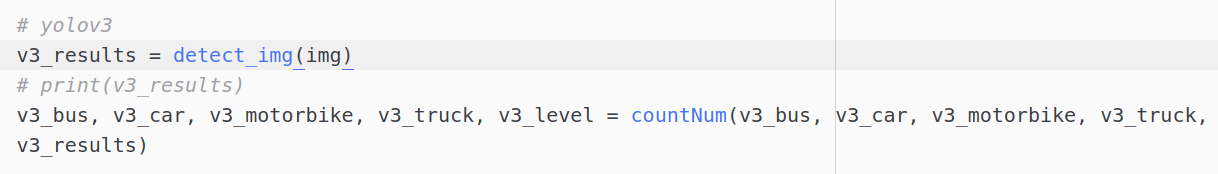 # yolov3
v3_results = detect_img(img)
# print(v3_results)
v3_bus, v3_car, v3_motorbike, v3_truck, v3_level = countNum(v3_bus, v3_car, v3_motorbike, v3_truck,
v3_results)